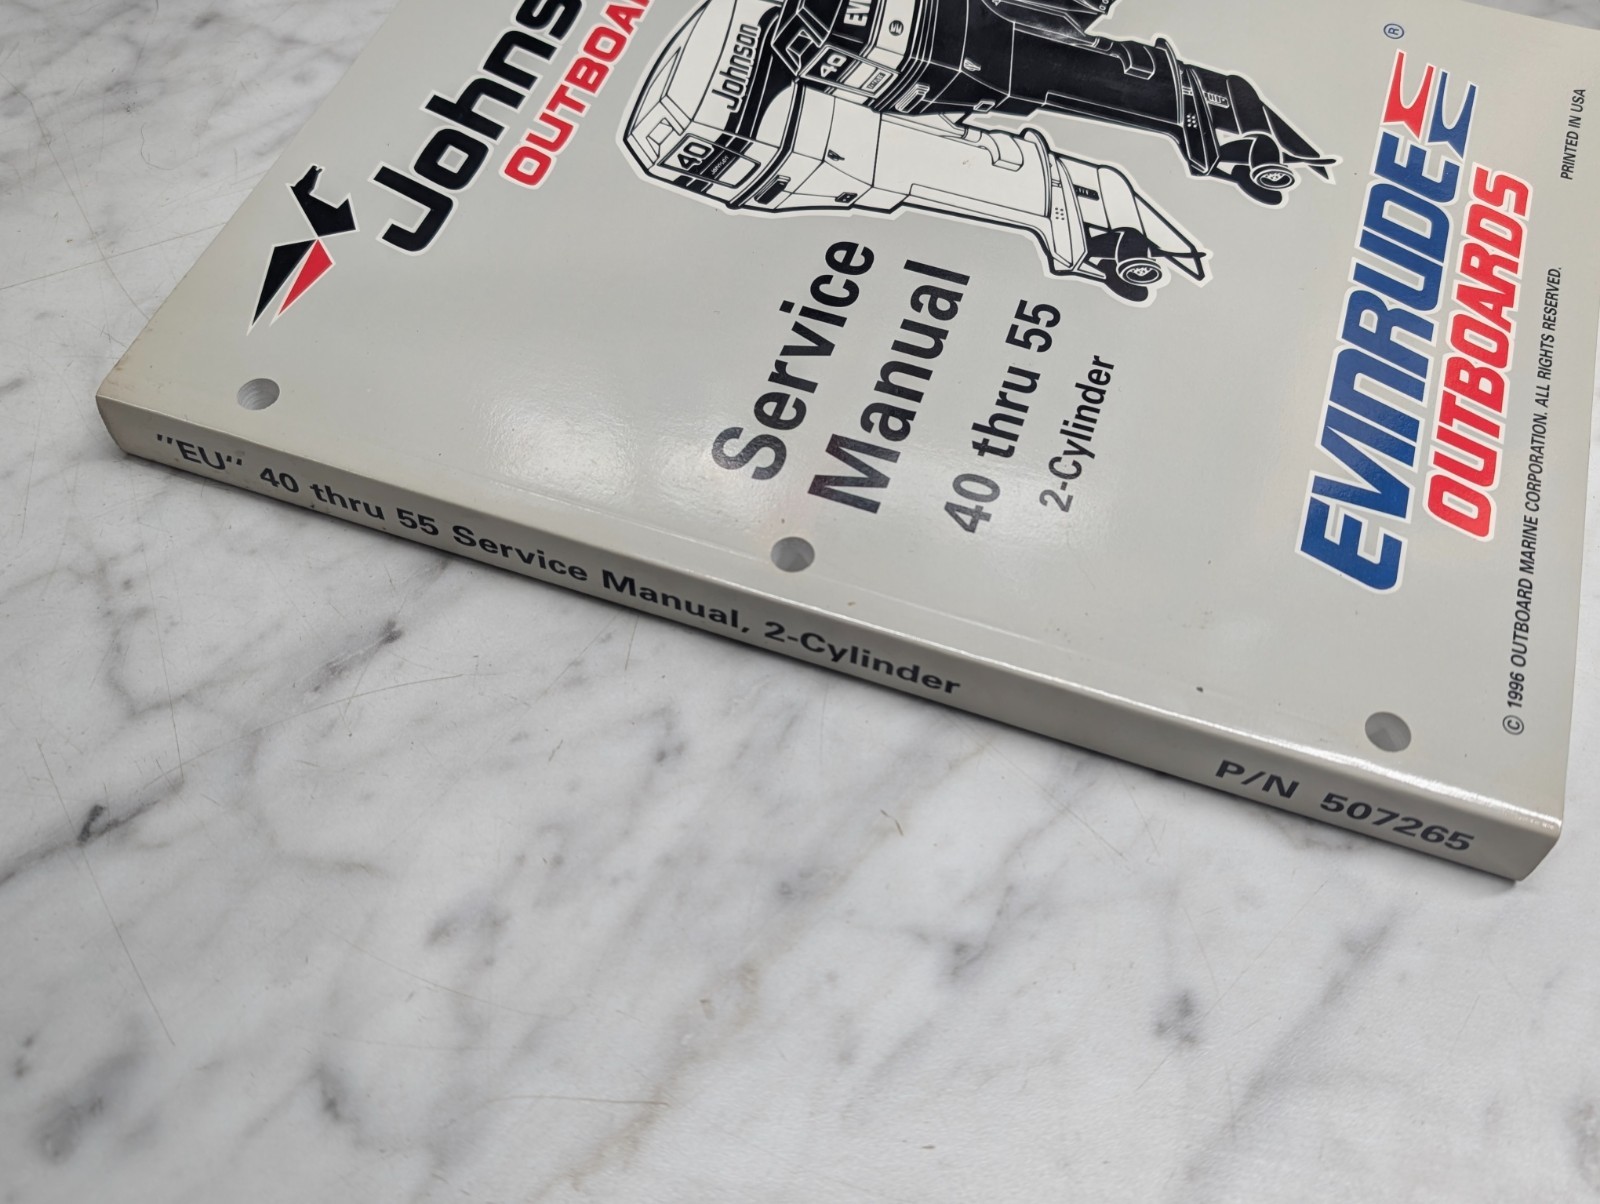 Johnson
40
EVI
40
Service
Manual
40 thru 55
2-Cylinder
EVINRUDE ®
OUTBOARDS
© 1996 OUTBOARD MARINE CORPORATION. ALL RIGHTS RESERVED.
PRINTED IN USA
"EU" 40 thru 55 Service Manual, 2-Cylinder
P/N 507265
Johns
OUTBOAR